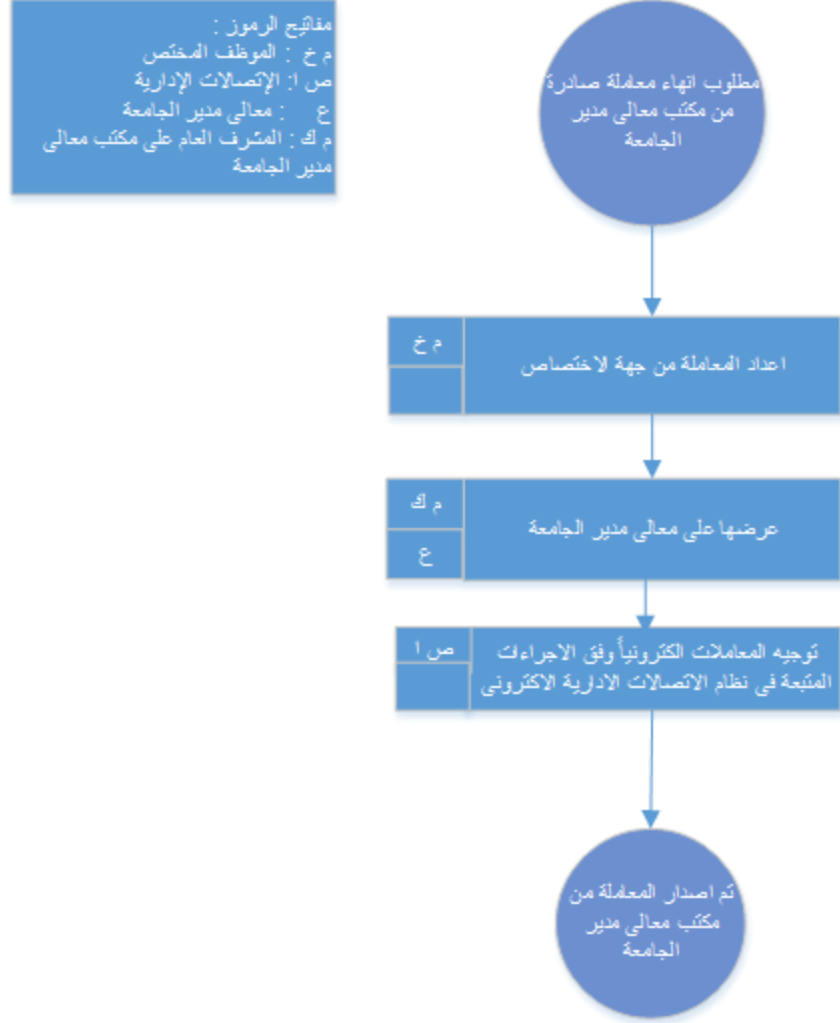 مفاتيح الرموز :
م خ : الموظف المختص
ص ا: الإتصالات الإدارية
ع : معالى مدير الجامعة
م ك : المشرف العام على مكتب معالى
مدير الجامعة
مطلوب انهاء معاملة صادرة
من مكتب معالى مدير
الجامعة
م خ
اعداد المعاملة من جهة الاختصاص
م ك
ع
عرضها على معالى مدير الجامعة
ص ا
توجيه المعاملات الكترونياً وفق الاجراءات
المتبعة فى نظام الاتصالات الادارية الاكترونى
تم اصدار المعاملة من
مكتب معالى مدير
الجامعة